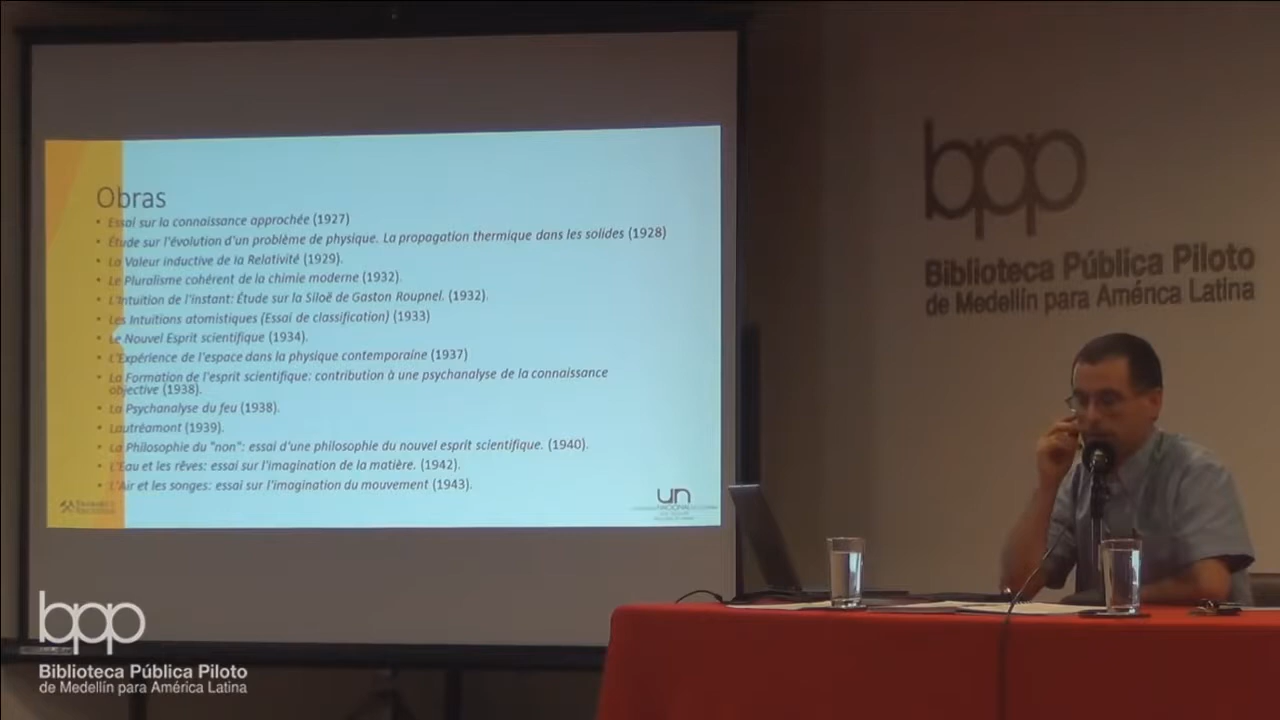 Obras
• Essai sur la connaissance approchée (1927)
• Étude sur l'évolution d'un problème de physique. La propagation thermique dans les solides (1928)
• La Valeur inductive de la Relativité (1929).
• Le Pluralisme cohérent de la chimie moderne (1932).
• L'Intuition de l'instant: Étude sur la Siloë de Gaston Roupnel. (1932).
• Les Intuitions atomistiques (Essai de classification) (1933)
• Le Nouvel Esprit scientifique (1934).
• L'Expérience de l'espace dans la physique contemporaine (1937)
• La Formation de l'esprit scientifique: contribution à une psychanalyse de la connaissance
objective (1938).
• La Psychanalyse du feu (1938).
• Lautréamont (1939).
• La Philosophie du "non": essai d'une philosophie du nouvel esprit scientifique. (1940).
• L'Eau et les rêves: essai sur l'imagination de la matière. (1942).
• L'Air et les songes: essai sur l'imagination du mouvement (1943).
un
NACIONAL
bpp
Biblioteca Pública Piloto
de Medellín para América Latina
bpp
Biblioteca Pública Piloto
de Medellín para América Latina